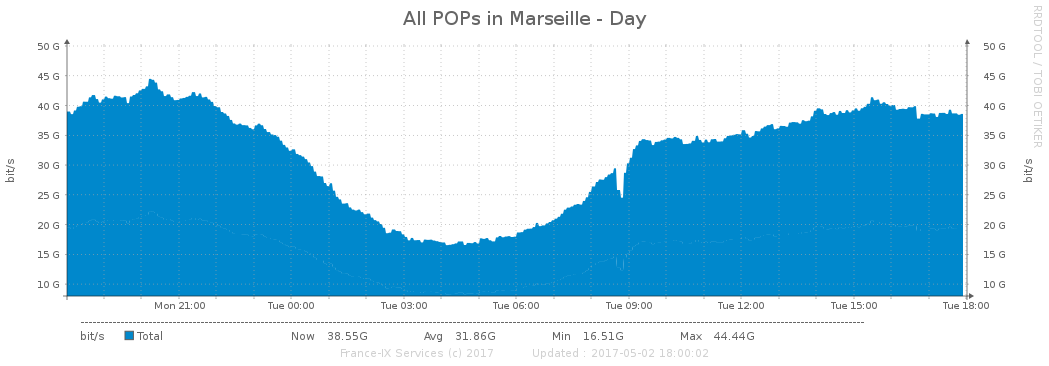 All POPs in Marseille - Day
RRDTOOL / TOBI OETIKER
50 G 50 G
45 G 45 G
40 G 40 G
35 G 35 G
30 G 30 G
25 G 25 G
20 G 20 G
15 G 15 G
10 G 10 G
bit/s bit/s
Mon 21:00 Tue 00:00 Tue 03:00 Tue 06:00 Tue 09:00 Tue 12:00 Tue 15:00 Tue 18:00
bit/s Total Now 38.55G Avg 31.86G Min 16.51G Max 44.44G
France-IX Services (c) 2017 Updated : 2017-05-02 18:00:02